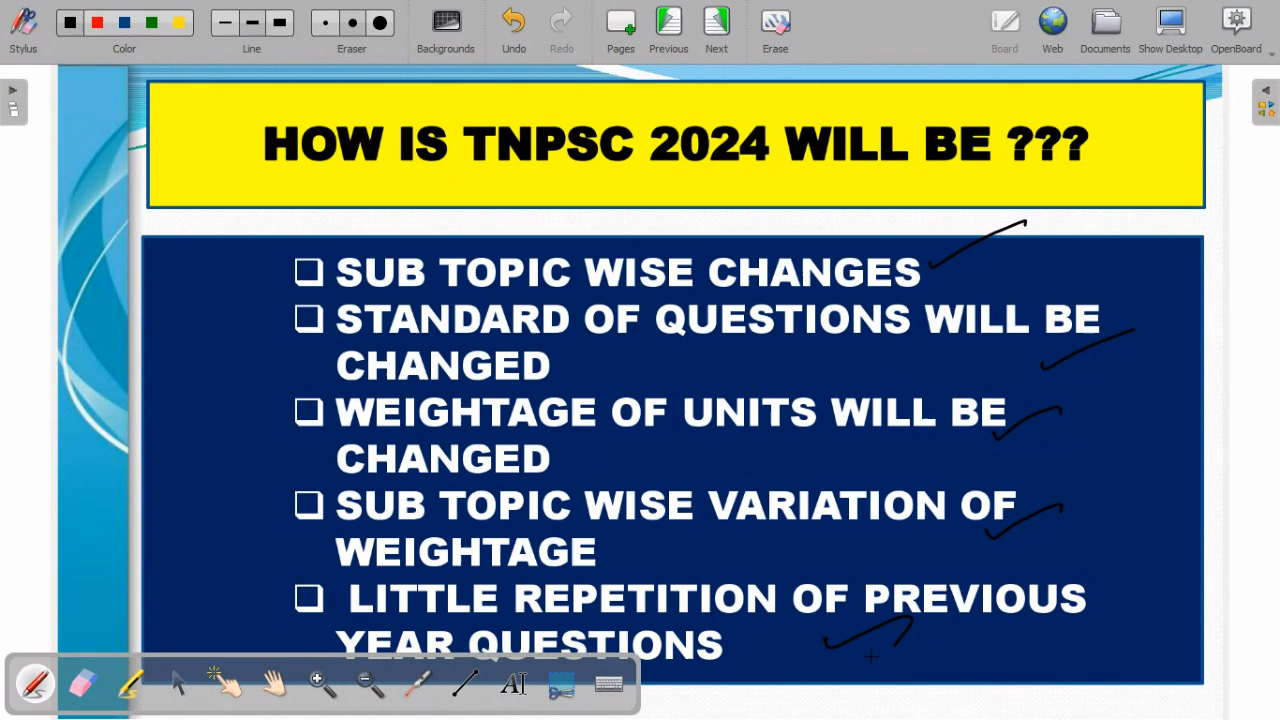 Stylus
Color
Line
Eraser
Backgrounds
Undo
Redo
Pages
Previous
Next
Erase
Board
Web
Documents
Show Desktop
OpenBoard
HOW IS TNPSC 2024 WILL BE ???
SUB TOPIC WISE CHANGES
STANDARD OF QUESTIONS WILL BE
CHANGED
WEIGHTAGE OF UNITS WILL BE
CHANGED
SUB TOPIC WISE VARIATION OF
WEIGHTAGE
LITTLE REPETITION OF PREVIOUS
YEAR QUESTIONS
AI